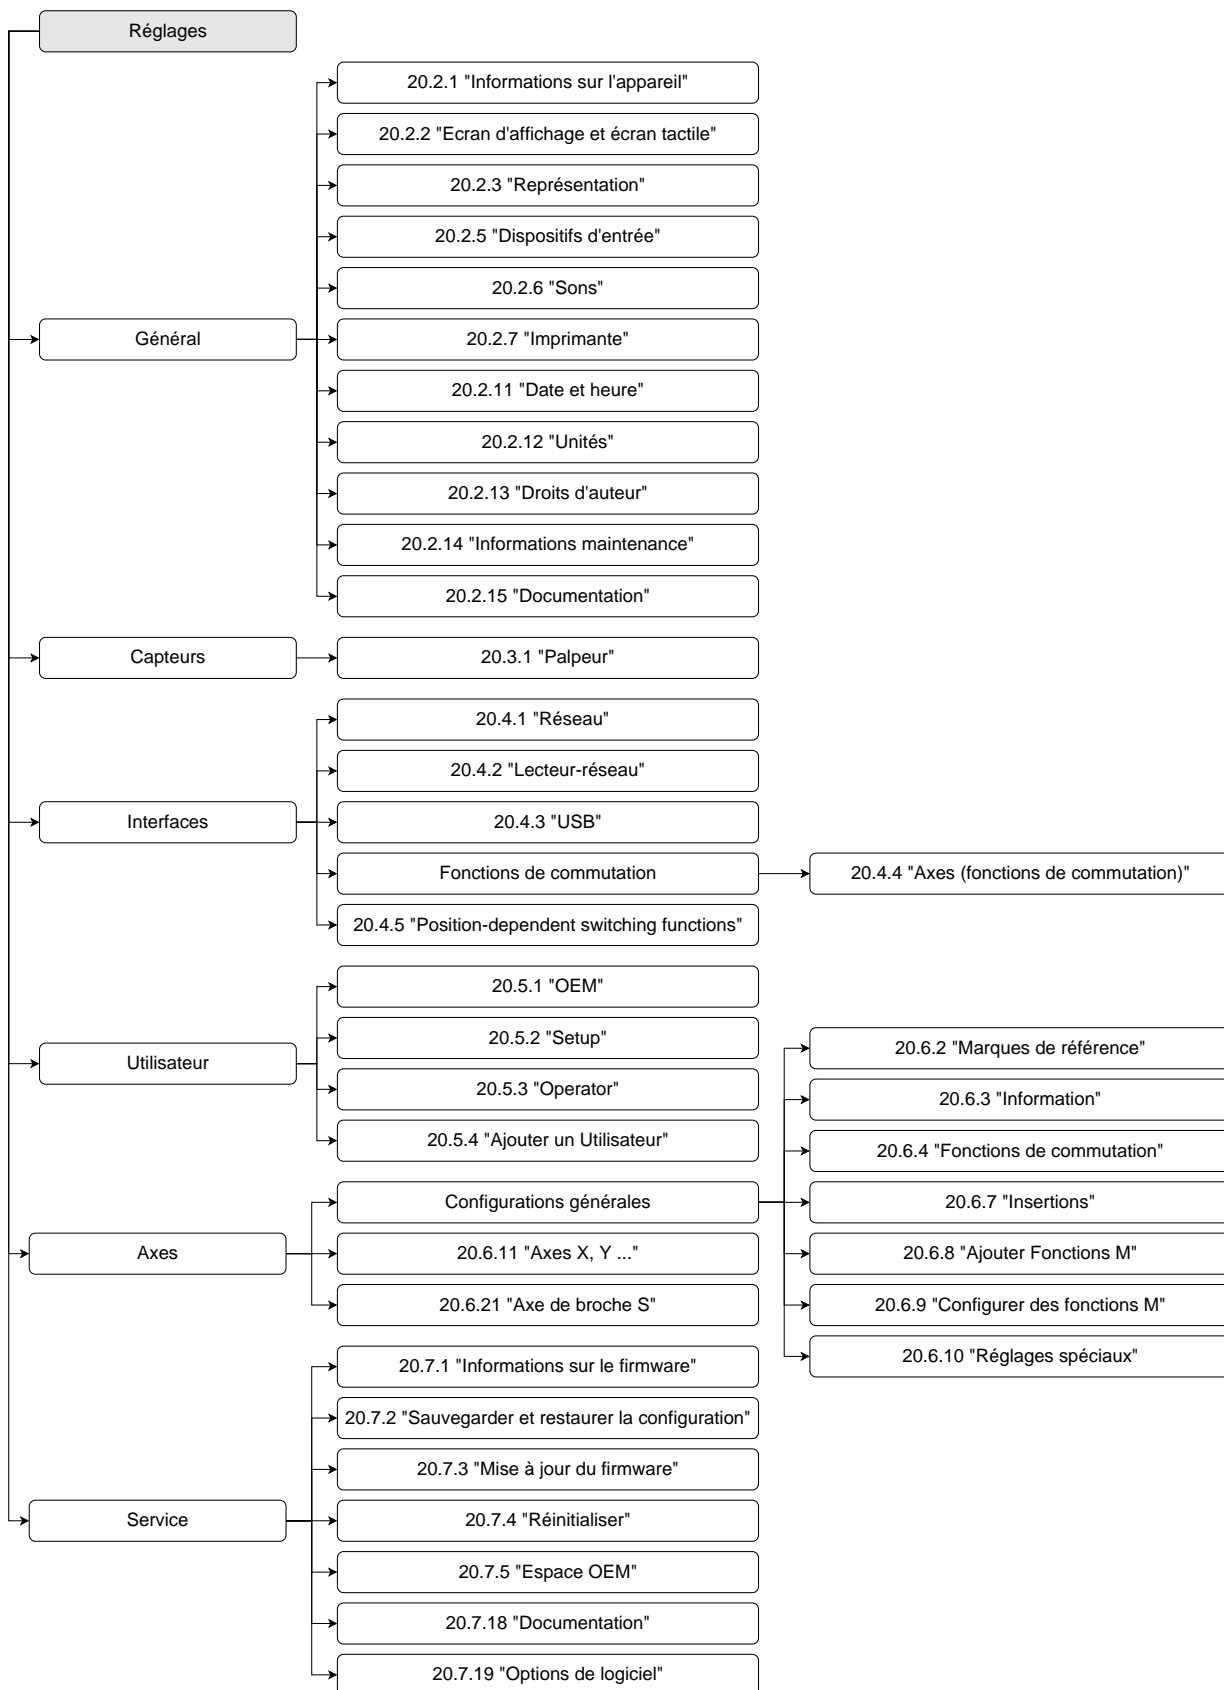 Réglages
20.2.1 "Informations sur l'appareil"
20.2.2 "Ecran d'affichage et écran tactile"
20.2.3 "Représentation"
20.2.5 "Dispositifs d'entrée"
20.2.6 "Sons"
Général
20.2.7 "Imprimante"
20.2.11 "Date et heure"
20.2.12 "Unités"
20.2.13 "Droits d'auteur"
20.2.14 "Informations maintenance"
20.2.15 "Documentation"
Capteurs
20.3.1 "Palpeur"
20.4.1 "Réseau"
20.4.2 "Lecteur-réseau"
Interfaces
20.4.3 "USB"
Fonctions de commutation
20.4.4 "Axes (fonctions de commutation)"
20.4.5 "Position-dependent switching functions"
20.5.1 "OEM"
20.5.2 "Setup"
Utilisateur
20.5.3 "Operator"
20.5.4 "Ajouter un Utilisateur"
20.6.2 "Marques de référence"
20.6.3 "Information"
20.6.4 "Fonctions de commutation"
Configurations générales
20.6.7 "Insertions"
Axes
20.6.11 "Axes X, Y ..."
20.6.8 "Ajouter Fonctions M"
20.6.21 "Axe de broche S"
20.6.9 "Configurer des fonctions M"
20.6.10 "Réglages spéciaux"
20.7.1 "Informations sur le firmware"
20.7.2 "Sauvegarder et restaurer la configuration"
20.7.3 "Mise à jour du firmware"
Service
20.7.4 "Réinitialiser"
20.7.5 "Espace OEM"
20.7.18 "Documentation"
20.7.19 "Options de logiciel"